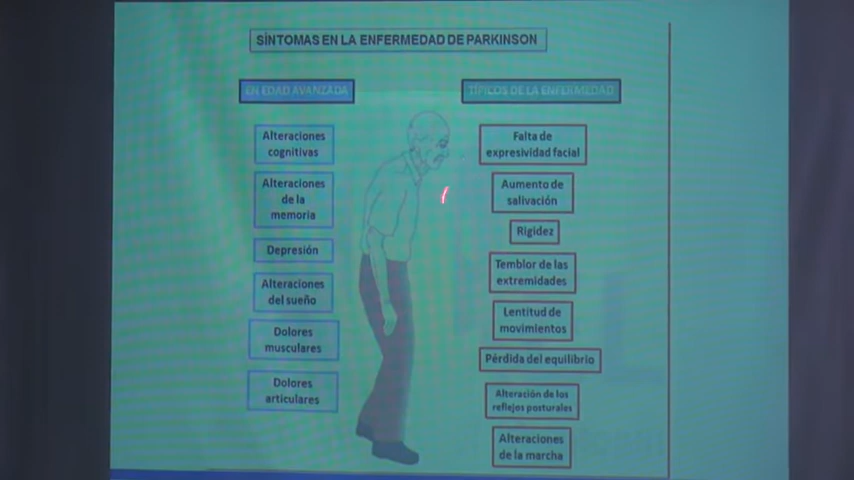 SÍNTOMAS EN LA ENFERMEDAD DE PARKINSON
EN EDAD AVANZADA
Alteraciones
cognitivas
Alteraciones
de la
memoria
Depresión
Alteraciones
del sueño
Dolores
musculares
Dolores
articulares
TÍPICOS DE LA ENFERMEDAD
Falta de
expresividad facial
Aumento de
salivación
Rigidez
Temblor de las
extremidades
Lentitud de
movimientos
Pérdida del equilibrio
Alteración de los
reflejos posturales
Alteraciones
de la marcha